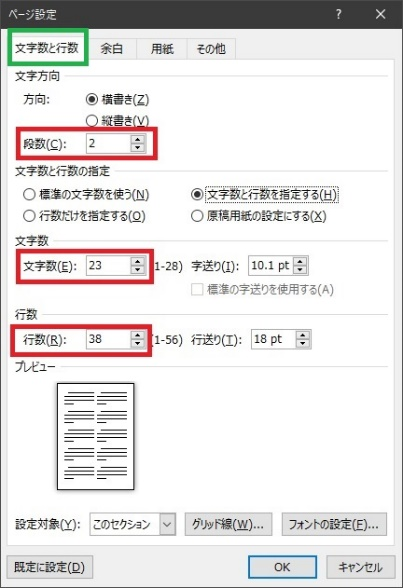 ページ設定 ? ×
文字数と行数 余白 用紙 その他
文字方向
方向: 横書き(Z)
縦書き(V)
段数(C): 2
文字数と行数の指定
標準の文字数を使う(N) 文字数と行数を指定する(H)
行数だけを指定する(O) 原稿用紙の設定にする(X)
文字数
文字数(E): 23 (1-28) 字送り(I): 10.1 pt
標準の字送りを使用する(A)
行数
行数(R): 38 (1-56) 行送り(T): 18 pt
プレビュー
設定対象(Y): このセクション グリッド線(W)... フォントの設定(F)...
既定に設定(D) OK キャンセル